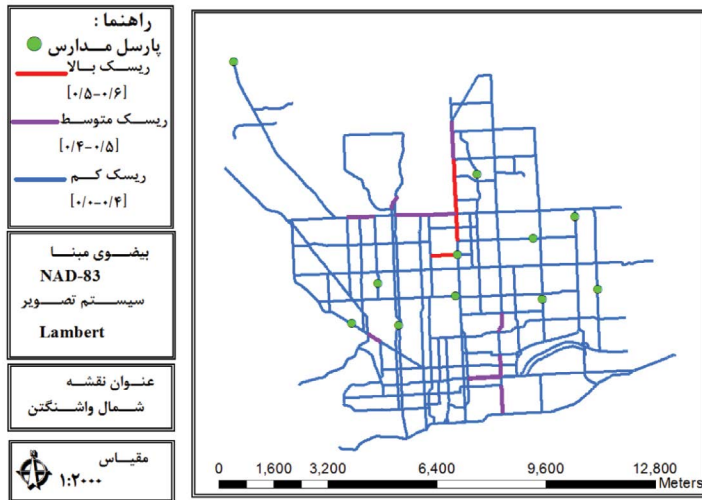 راهنما :
پارسل مدارس
ریسک بالا
[۰/۵-۰/۶]
ریسک متوسط
[۰/۴-۰/۵]
ریسک کم
[۰/۰-۰/۴]
بیضوی مبنا
NAD-83
سیستم تصویر
Lambert
عنوان نقشه
شمال واشنگتن
مقیاس
۱:۲۰۰۰
0 1,600 3,200 6,400 9,600 12,800
Meters